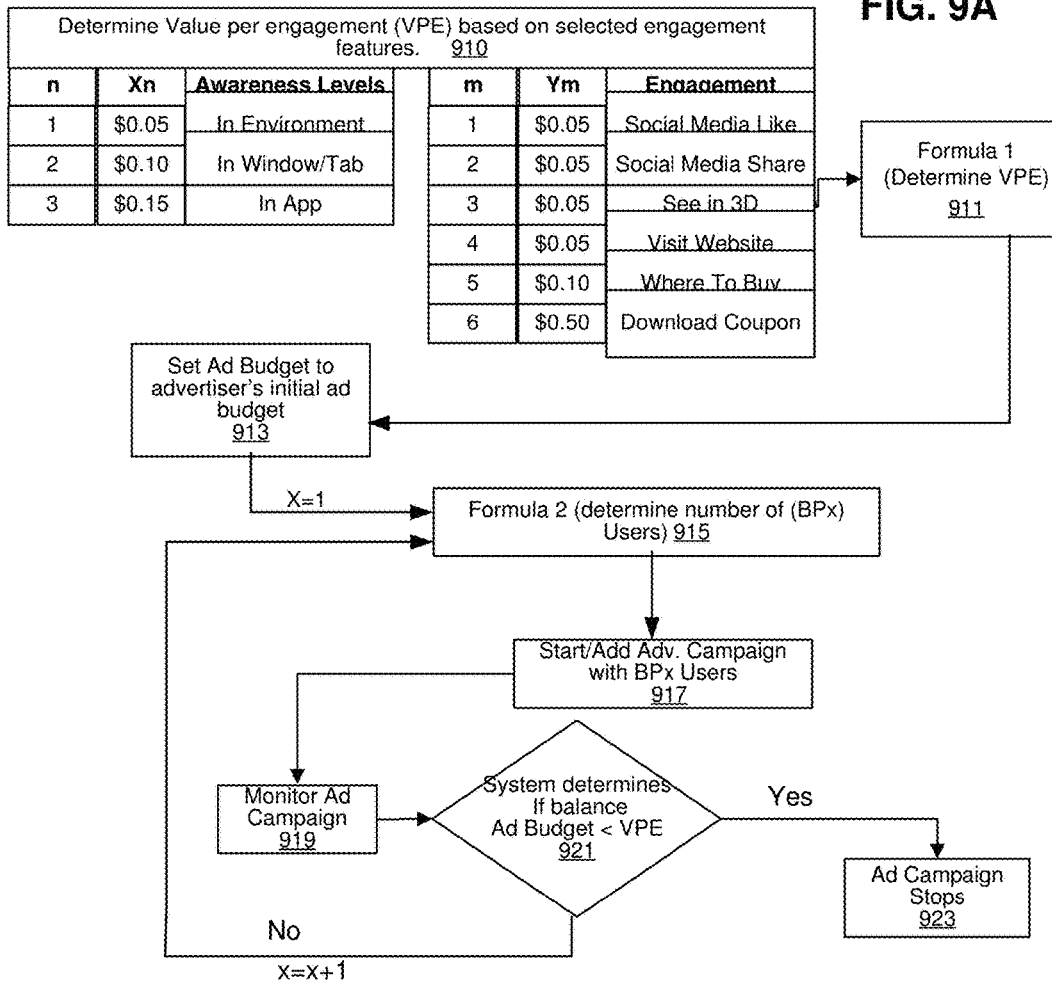 FIG. 9A
Determine Value per engagement (VPE) based on selected engagement
features. 910
n Xn Awareness Levels m Ym Engagement
1 $0.05 In Environment 1 $0.05 Social Media Like
2 $0.10 In Window/Tab 2 $0.05 Social Media Share
3 $0.15 In App 3 $0.05 See in 3D
4 $0.05 Visit Website
5 $0.10 Where To Buy
6 $0.50 Download Coupon
Formula 1
(Determine VPE)
911
Set Ad Budget to
advertiser's initial ad
budget
913
X=1
Formula 2 (determine number of (BPx)
Users) 915
Start/Add Adv. Campaign
with BPx Users
917
Monitor Ad
Campaign
919
System determines
If balance
Ad Budget < VPE
921
Yes
Ad Campaign
Stops
923
No
x=x+1